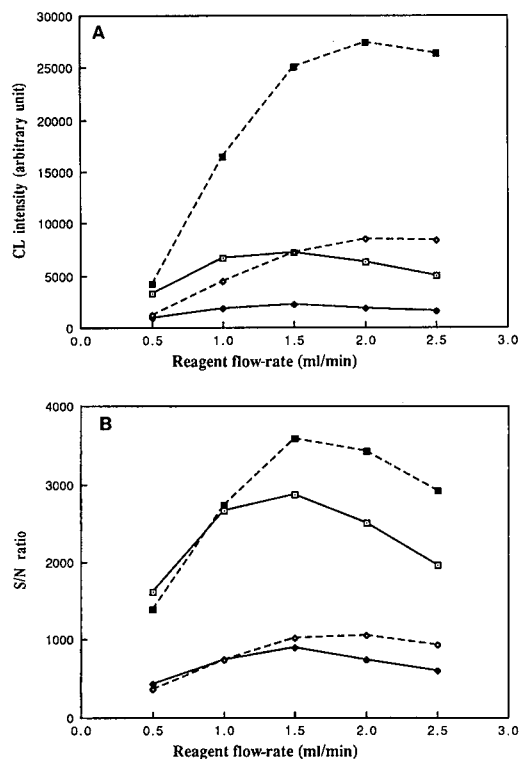 A
30000
25000
20000
15000
10000
5000
0
CL intensity (arbitrary unit)
0.0 0.5 1.0 1.5 2.0 2.5 3.0
Reagent flow-rate (ml/min)
B
4000
3000
2000
1000
0
S/N ratio
0.0 0.5 1.0 1.5 2.0 2.5 3.0
Reagent flow-rate (ml/min)